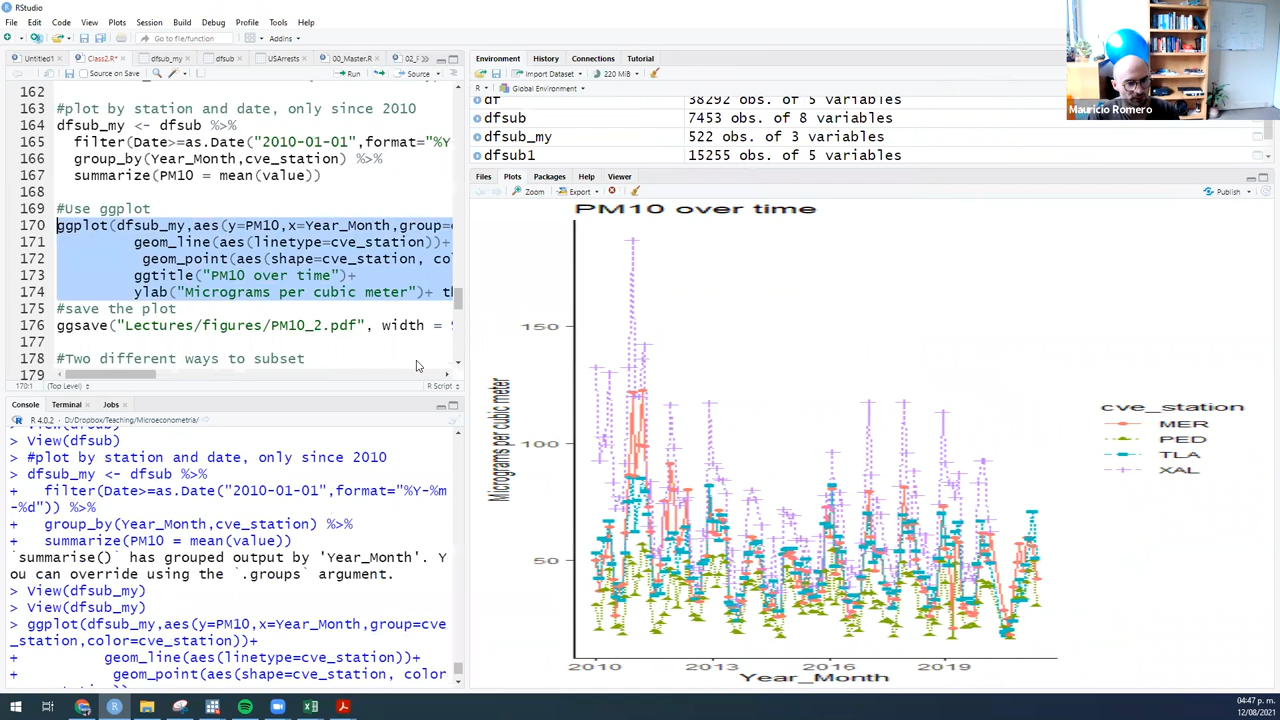 RStudio
File Edit Code View Plots Session Build Debug Profile Tools Help
Go to file/function Addins
Untitled1 Class2.R* dfsub_my dfsub USArrests 00_Master.R 02_F
Source on Save Run Source
162
163 #plot by station and date, only since 2010
164 dfsub_my <- dfsub %>%
165 filter(Date>=as.Date("2010-01-01",format="%Y-
166 group_by(Year_Month,cve_station) %>%
167 summarize(PM10 = mean(value))
168
169 #Use ggplot
170 ggplot(dfsub_my,aes(y=PM10,x=Year_Month,group=c
171 geom_line(aes(linetype=cve_station))+
172 geom_point(aes(shape=cve_station, co
173 ggtitle("PM10 over time")+
174 ylab("Micrograms per cubic meter")+ th
175 #save the plot
176 ggsave("Lectures/figures/PM10_2.pdf", width =
177
178 #Two different ways to subset
179
170:1 (Top Level) R Script
Console Terminal Jobs
R 4.0.2 · D:/Dropbox/Teaching/Microeconometria/
> View(dfsub)
> View(dfsub)
> #plot by station and date, only since 2010
> dfsub_my <- dfsub %>%
+ filter(Date>=as.Date("2010-01-01",format="%Y-%m
-%d")) %>%
+ group_by(Year_Month,cve_station) %>%
+ summarize(PM10 = mean(value))
`summarise()` has grouped output by 'Year_Month'. Y
ou can override using the `.groups` argument.
> View(dfsub_my)
> View(dfsub_my)
> ggplot(dfsub_my,aes(y=PM10,x=Year_Month,group=cve
_station,color=cve_station))+
+ geom_line(aes(linetype=cve_station))+
+ geom_point(aes(shape=cve_station, color
Environment History Connections Tutorial
Import Dataset 220 MiB
R Global Environment
df 38292 obs. of 5 variables
dfsub 7453 obs. of 8 variables
dfsub_my 522 obs. of 3 variables
dfsub1 15255 obs. of 5 variables
Files Plots Packages Help Viewer
Zoom Export Publish
PM10 over time
150
100
50
Micrograms per cubic meter
2010 2013 2016 2019
Year_Month
cve_station
MER
PED
TLA
XAL
Mauricio Romero
04:47 p. m.
12/08/2021